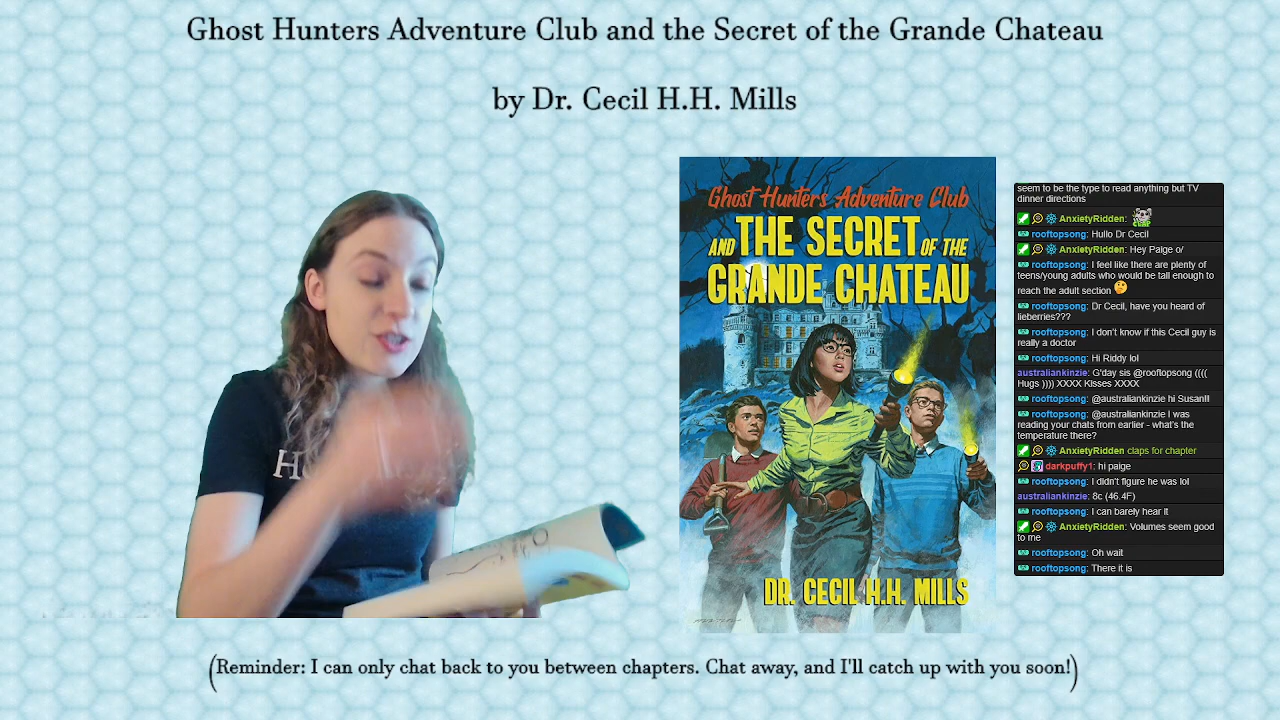 Ghost Hunters Adventure Club and the Secret of the Grande Chateau
by Dr. Cecil H.H. Mills
Ghost Hunters Adventure Club
AND THE SECRET OF THE
GRANDE CHATEAU
DR. CECIL H.H. MILLS
seem to be the type to read anything but TV
dinner directions
AnxietyRidden:
rooftopsong: Hullo Dr Cecil
AnxietyRidden: Hey Paige o/
rooftopsong: I feel like there are plenty of
teens/young adults who would be tall enough to
reach the adult section
rooftopsong: Dr Cecil, have you heard of
lieberries???
rooftopsong: I don't know if this Cecil guy is
really a doctor
rooftopsong: Hi Riddy lol
australiankinzie: G'day sis @rooftopsong ((((
Hugs )))) XXXX Kisses XXXX
rooftopsong: @australiankinzie hi Susan!!!
rooftopsong: @australiankinzie I was
reading your chats from earlier - what's the
temperature there?
AnxietyRidden claps for chapter
darkpuffy1: hi paige
rooftopsong: I didn't figure he was lol
australiankinzie: 8c (46.4F)
rooftopsong: I can barely hear it
AnxietyRidden: Volumes seem good
to me
rooftopsong: Oh wait
rooftopsong: There it is
H
(Reminder: I can only chat back to you between chapters. Chat away, and I'll catch up with you soon!)